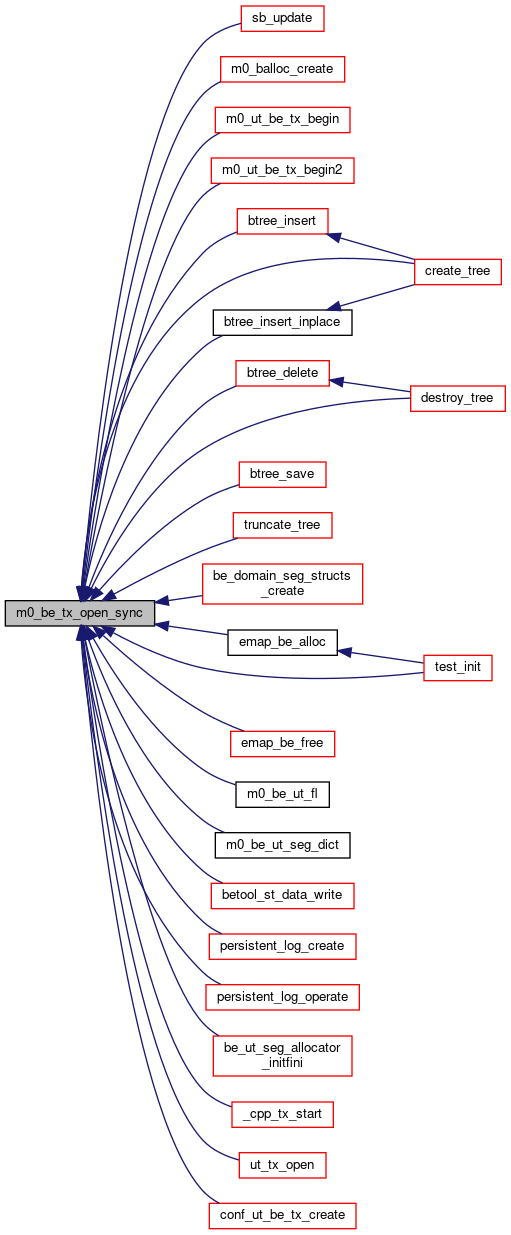 sb_update
m0_balloc_create
m0_ut_be_tx_begin
m0_ut_be_tx_begin2
btree_insert
create_tree
btree_insert_inplace
btree_delete
destroy_tree
btree_save
truncate_tree
be_domain_seg_structs
_create
m0_be_tx_open_sync
emap_be_alloc
test_init
emap_be_free
m0_be_ut_fl
m0_be_ut_seg_dict
betool_st_data_write
persistent_log_create
persistent_log_operate
be_ut_seg_allocator
_initfini
_cpp_tx_start
ut_tx_open
conf_ut_be_tx_create